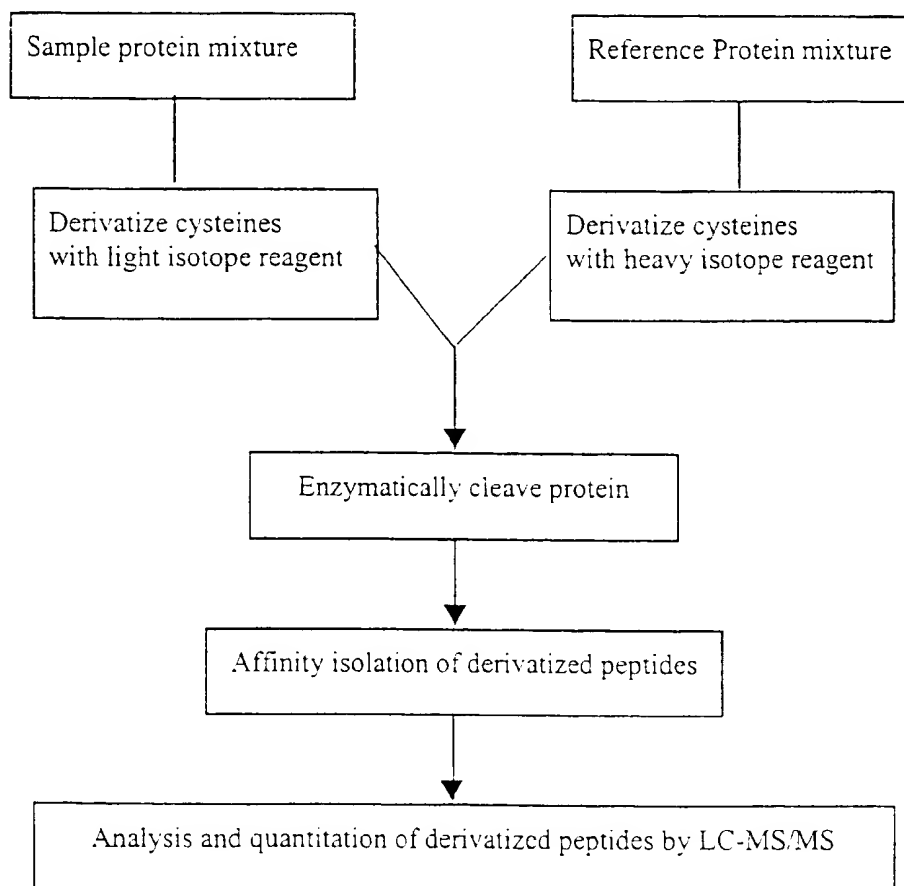 Sample protein mixture
Reference Protein mixture
Derivatize cysteines
with light isotope reagent
Derivatize cysteines
with heavy isotope reagent
Enzymatically cleave protein
Affinity isolation of derivatized peptides
Analysis and quantitation of derivatized peptides by LC-MS/MS